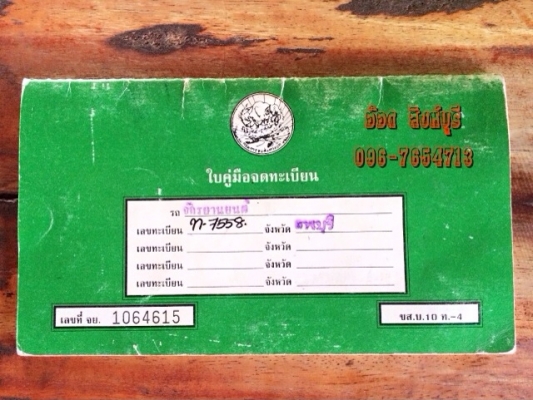 อ๊อด สิงห์บุรี
096-7654713
ใบคู่มือจดทะเบียน
รถ จักรยานยนต์
เลขทะเบียน ท-7558. จังหวัด ลพบุรี
เลขทะเบียน จังหวัด
เลขทะเบียน จังหวัด
เลขทะเบียน จังหวัด
เลขที่ จย. 1064615
ขส.บ.10 ท.-4